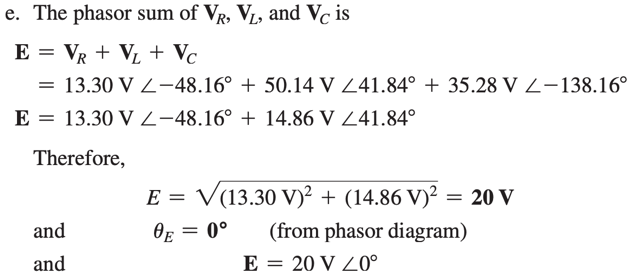 e. The phasor sum of V_R, V_L, and V_C is
E = V_R + V_L + V_C
= 13.30 V ∠−48.16° + 50.14 V ∠41.84° + 35.28 V ∠−138.16°
E = 13.30 V ∠−48.16° + 14.86 V ∠41.84°
Therefore,
E = √(13.30 V)² + (14.86 V)² = 20 V
and θ_E = 0° (from phasor diagram)
and E = 20 V ∠0°